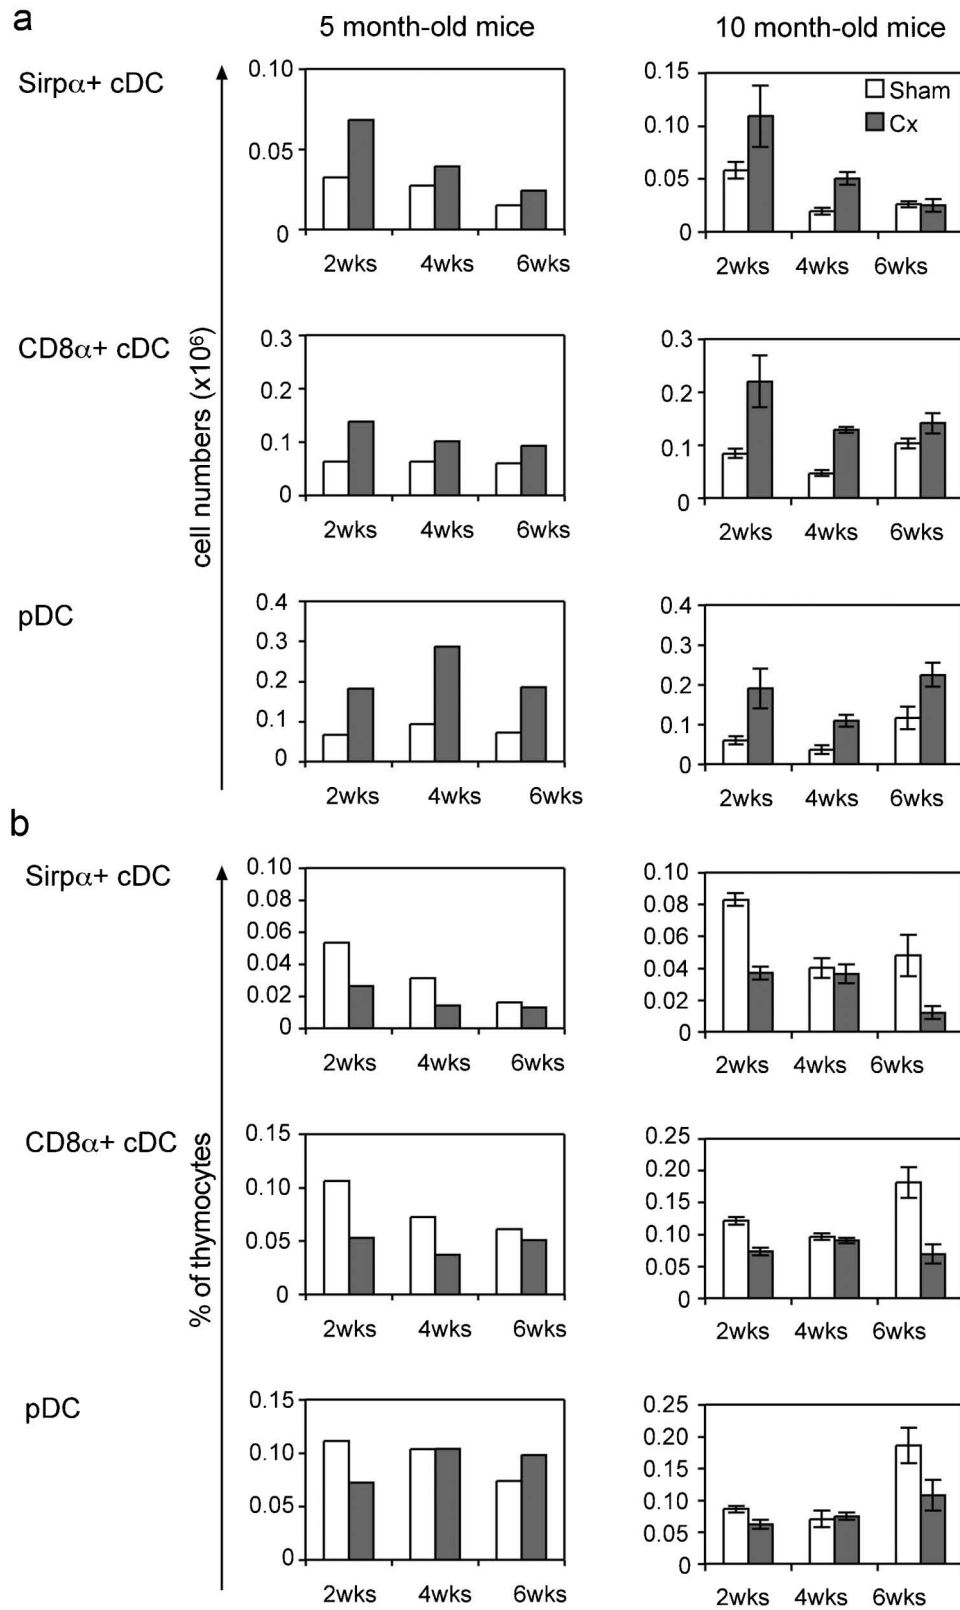 a
5 month-old mice
10 month-old mice
Sirpα+ cDC
0.10
0.05
0
2wks 4wks 6wks
0.15
0.10
0.05
0
2wks 4wks 6wks
Sham
Cx
CD8α+ cDC
cell numbers (x10⁶)
0.3
0.2
0.1
0
2wks 4wks 6wks
0.3
0.2
0.1
0
2wks 4wks 6wks
pDC
0.4
0.3
0.2
0.1
0
2wks 4wks 6wks
0.4
0.3
0.2
0.1
0
2wks 4wks 6wks
b
Sirpα+ cDC
0.10
0.08
0.06
0.04
0.02
0
2wks 4wks 6wks
0.10
0.08
0.06
0.04
0.02
0
2wks 4wks 6wks
CD8α+ cDC
% of thymocytes
0.15
0.10
0.05
0
2wks 4wks 6wks
0.25
0.20
0.15
0.10
0.05
0
2wks 4wks 6wks
pDC
0.15
0.10
0.05
0
2wks 4wks 6wks
0.25
0.20
0.15
0.10
0.05
0
2wks 4wks 6wks